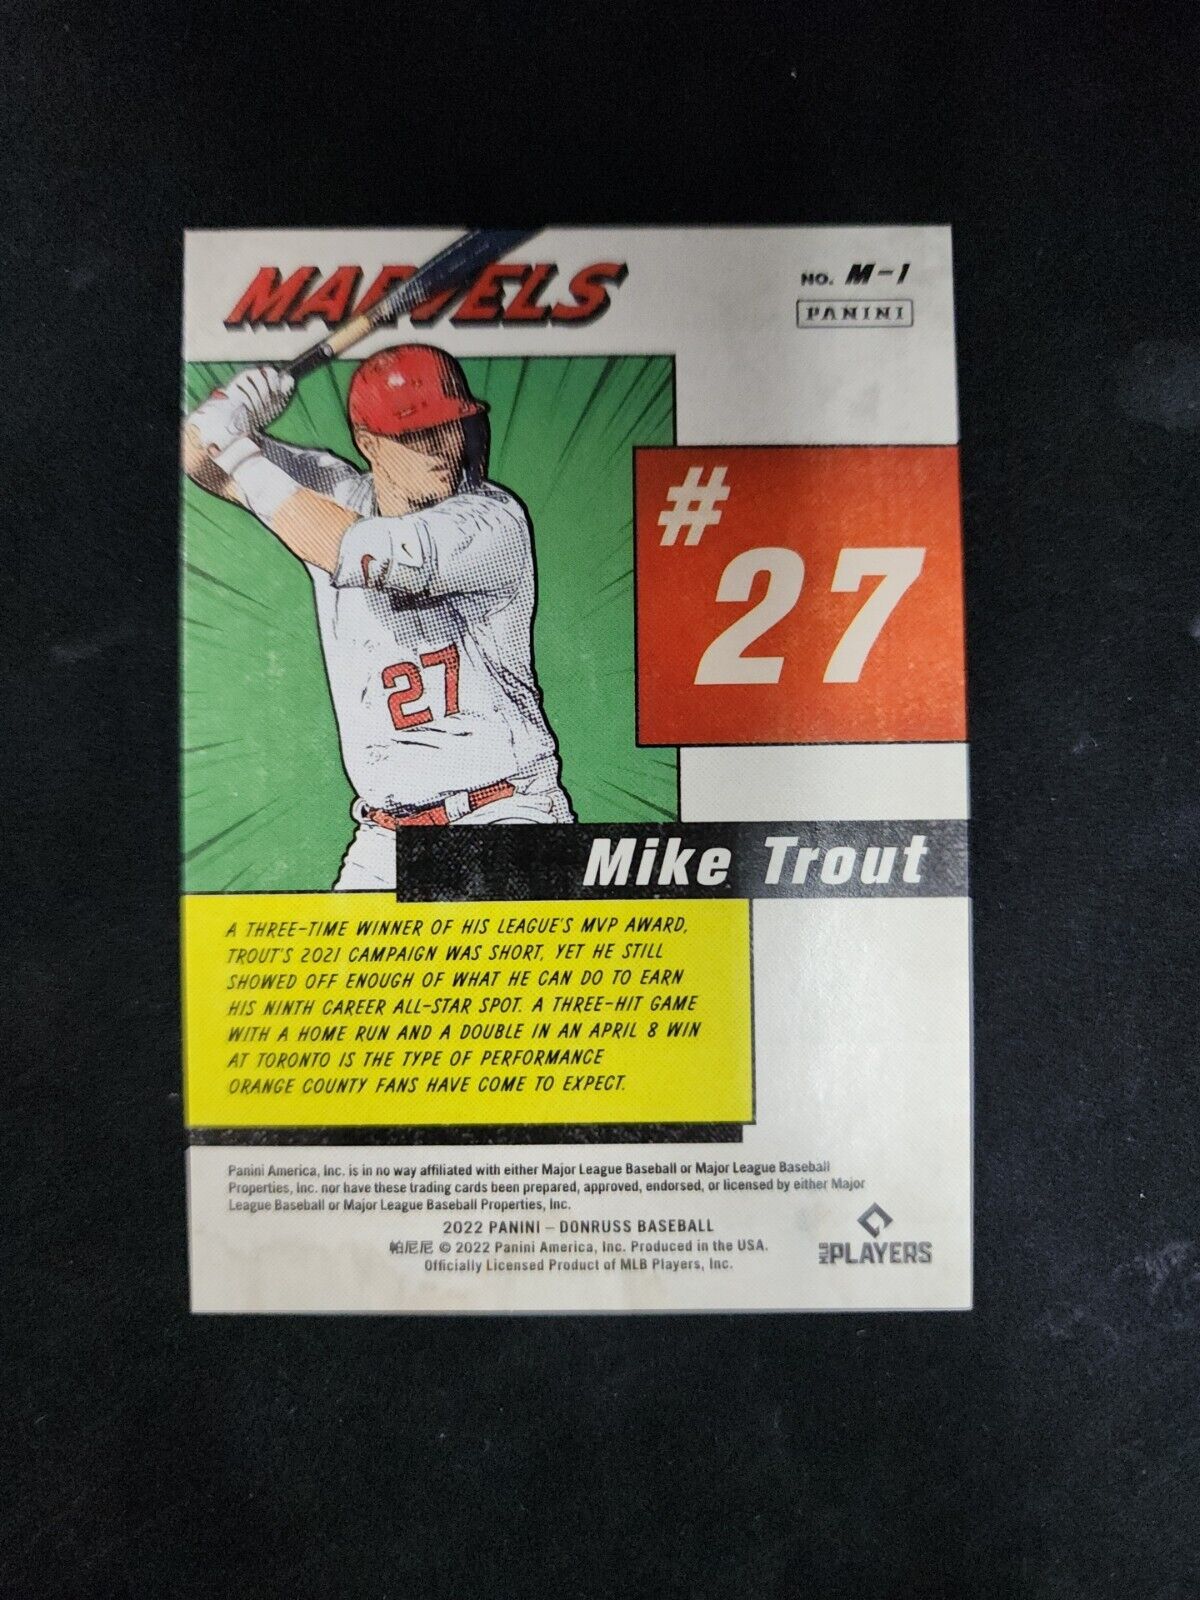 MARVELS
NO. M-1
PANINI
#
27
27
Mike Trout
A THREE-TIME WINNER OF HIS LEAGUE'S MVP AWARD,
TROUT'S 2021 CAMPAIGN WAS SHORT, YET HE STILL
SHOWED OFF ENOUGH OF WHAT HE CAN DO TO EARN
HIS NINTH CAREER ALL-STAR SPOT. A THREE-HIT GAME
WITH A HOME RUN AND A DOUBLE IN AN APRIL 8 WIN
AT TORONTO IS THE TYPE OF PERFORMANCE
ORANGE COUNTY FANS HAVE COME TO EXPECT.
Panini America, Inc. is in no way affiliated with either Major League Baseball or Major League Baseball
Properties, Inc. nor have these trading cards been prepared, approved, endorsed, or licensed by either Major
League Baseball or Major League Baseball Properties, Inc.
2022 PANINI – DONRUSS BASEBALL
帕尼尼 © 2022 Panini America, Inc. Produced in the USA.
Officially Licensed Product of MLB Players, Inc.
MLB PLAYERS